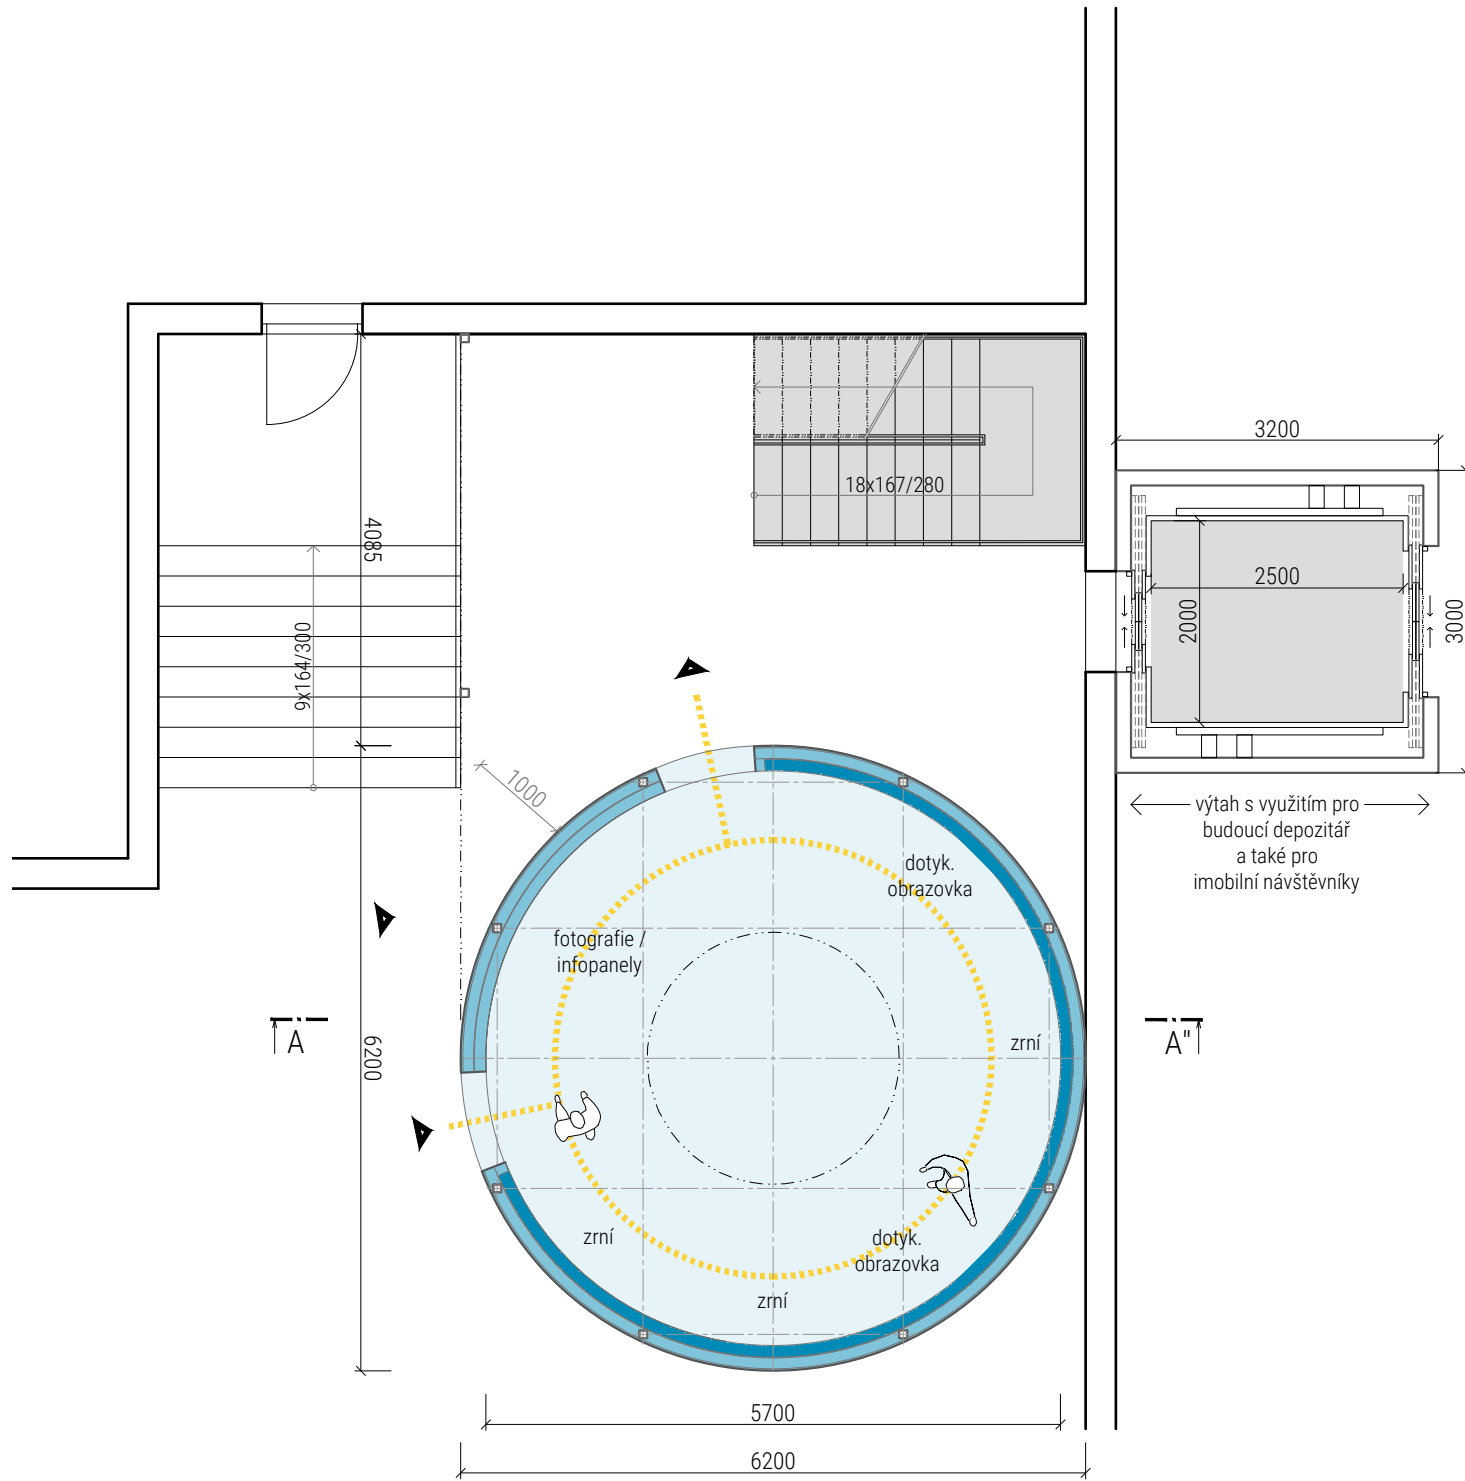 3200
18x167/280
4085
2500
2000
3000
9x164/300
1000
výtah s využitím pro
budoucí depozitář
a také pro
imobilní návštěvníky
dotyk.
obrazovka
fotografie /
infopanely
A
6200
zrní
A"
zrní
dotyk.
obrazovka
zrní
5700
6200